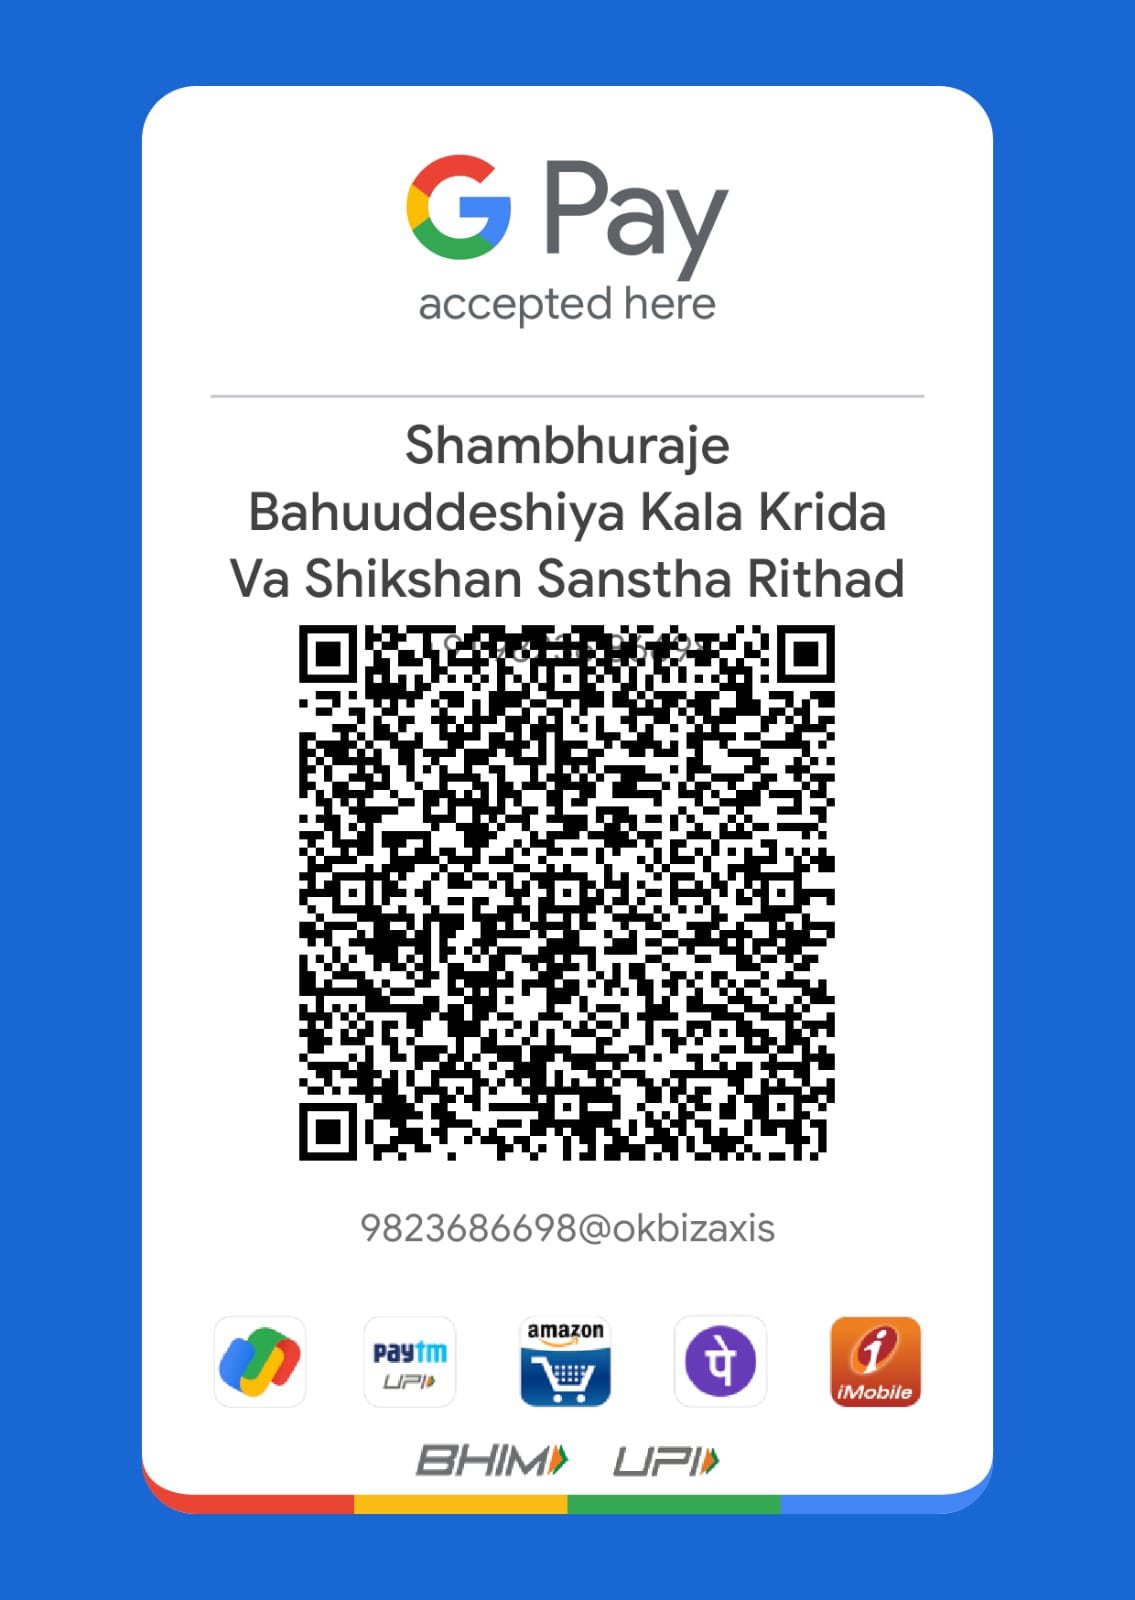 G Pay
accepted here
Shambhuraje
Bahuuddeshiya Kala Krida
Va Shikshan Sanstha Rithad
9823686698@okbizaxis
paytm
UPI
amazon
पे
i
iMobile
BHIM UPI